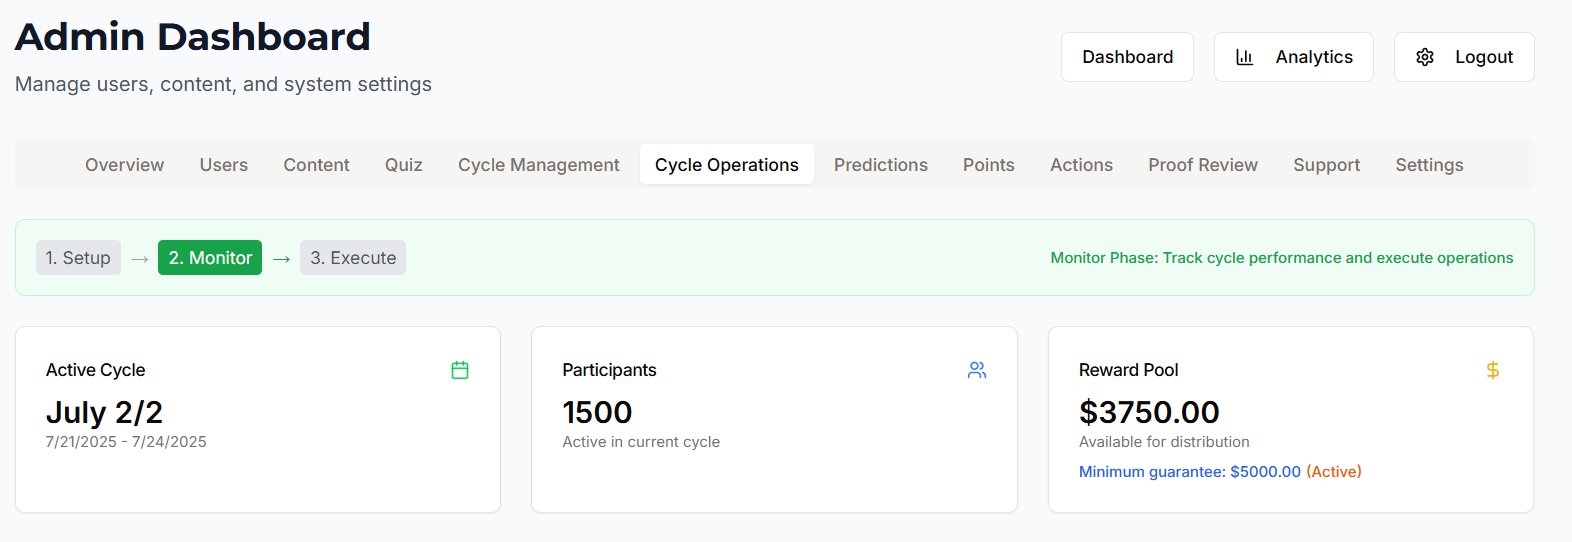 Admin Dashboard
Manage users, content, and system settings
Dashboard
Analytics
Logout
Overview
Users
Content
Quiz
Cycle Management
Cycle Operations
Predictions
Points
Actions
Proof Review
Support
Settings
1. Setup → 2. Monitor → 3. Execute
Monitor Phase: Track cycle performance and execute operations
Active Cycle
July 2/2
7/21/2025 - 7/24/2025
Participants
1500
Active in current cycle
Reward Pool
$3750.00
Available for distribution
Minimum guarantee: $5000.00 (Active)